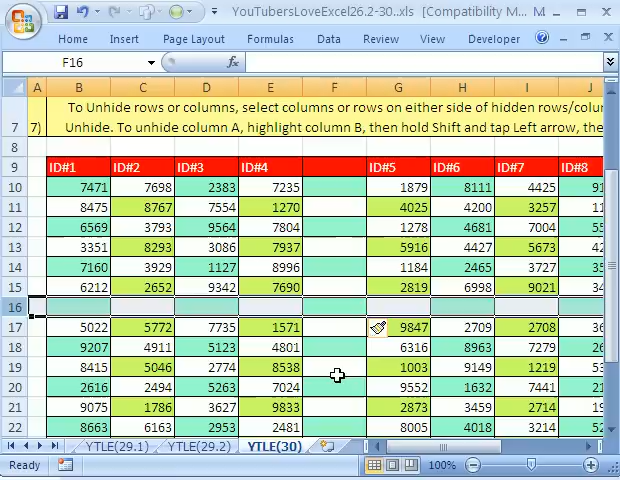 YouTubersLoveExcel26.2-30..xls [Compatibility M... M.
Home Insert Page Layout Formulas Data Review View Developer
F16 fx
A B C D E F G H I J
To Unhide rows or columns, select columns or rows on either side of hidden rows/colu
7 7) Unhide. To unhide column A, highlight column B, then hold Shift and tap Left arrow, the
8
9 ID#1 ID#2 ID#3 ID#4 ID#5 ID#6 ID#7 ID#8
10 7471 7698 2383 7235 1879 8111 4425 91
11 8475 8767 7554 1270 4025 4200 3257 11
12 6569 3793 9564 7804 1278 4681 7004 55
13 3351 8293 3086 7937 5916 4427 5673 42
14 7160 3929 1127 8996 1184 2465 3727 35
15 6212 2652 9342 7690 2819 6998 9021 34
16
17 5022 5772 7735 1571 9847 2709 2708 36
18 9207 4911 5123 4801 6316 8963 7279 26
19 8415 5046 2774 8538 1003 9149 1219 53
20 2616 2494 5263 7024 9552 1632 7441 21
21 9075 1786 3627 9833 2873 3459 2714 19
22 8663 6163 2953 2481 8005 4018 3214 52
YTLE(29.1) YTLE(29.2) YTLE(30)
Ready 100%